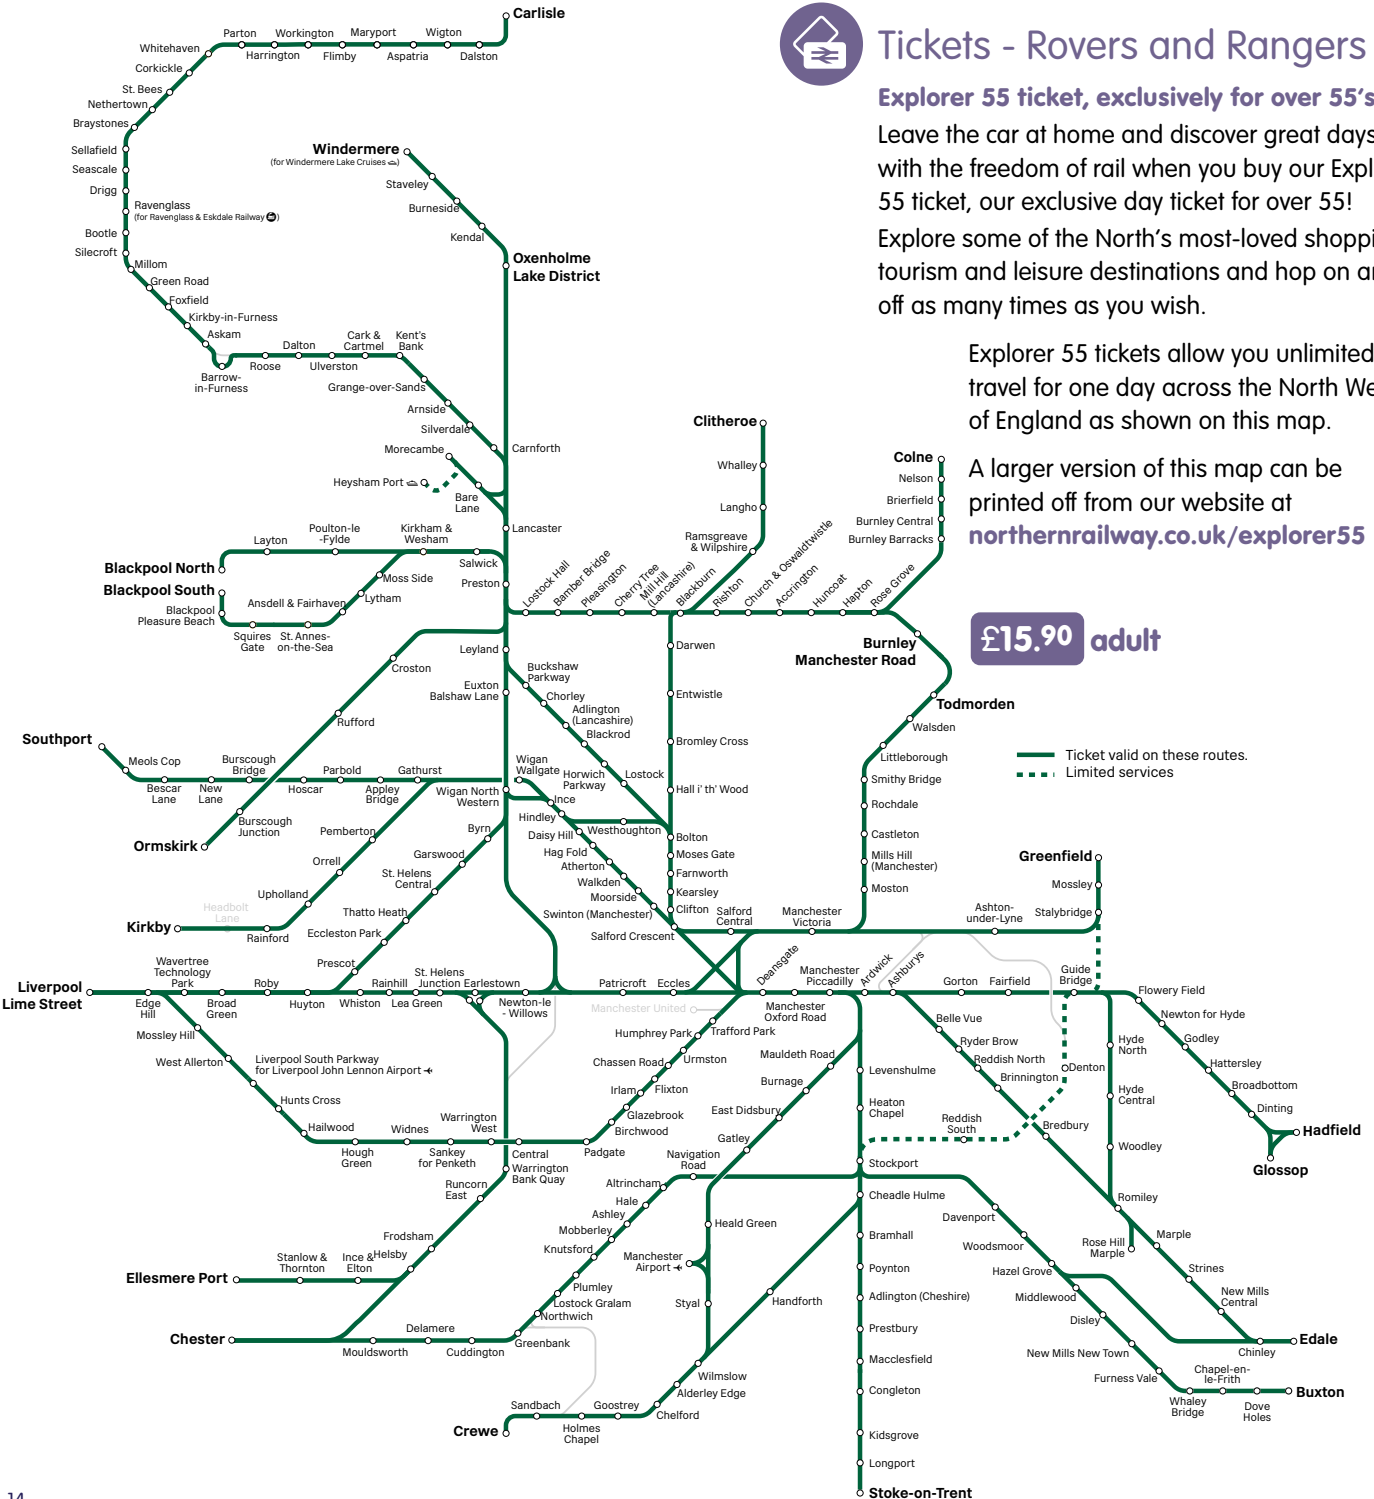 Tickets - Rovers and Rangers
Explorer 55 ticket, exclusively for over 55's
Leave the car at home and discover great days
with the freedom of rail when you buy our Expl
55 ticket, our exclusive day ticket for over 55!
Explore some of the North's most-loved shoppi
tourism and leisure destinations and hop on a
off as many times as you wish.
Explorer 55 tickets allow you unlimited
travel for one day across the North We
of England as shown on this map.
A larger version of this map can be
printed off from our website at
northernrailway.co.uk/explorer55
£15.90 adult
Ticket valid on these routes.
Limited services
Carlisle
Dalston
Wigton
Aspatria
Maryport
Flimby
Workington
Harrington
Parton
Whitehaven
Corkickle
St. Bees
Nethertown
Braystones
Sellafield
Seascale
Drigg
Ravenglass
(for Ravenglass & Eskdale Railway)
Bootle
Silecroft
Millom
Green Road
Foxfield
Kirkby-in-Furness
Askam
Barrow-
in-Furness
Roose
Dalton
Ulverston
Cark &
Cartmel
Kent's
Bank
Grange-over-Sands
Arnside
Silverdale
Carnforth
Windermere
(for Windermere Lake Cruises)
Staveley
Burneside
Kendal
Oxenholme
Lake District
Morecambe
Heysham Port
Bare
Lane
Lancaster
Blackpool North
Layton
Poulton-le
-Fylde
Kirkham &
Wesham
Salwick
Preston
Blackpool South
Blackpool
Pleasure Beach
Squires
Gate
St. Annes-
on-the-Sea
Ansdell & Fairhaven
Lytham
Moss Side
Lostock Hall
Bamber Bridge
Pleasington
Cherry Tree
Mill Hill
(Lancashire)
Blackburn
Rishton
Church & Oswaldtwistle
Accrington
Huncoat
Hapton
Rose Grove
Clitheroe
Whalley
Langho
Ramsgreave
& Wilpshire
Colne
Nelson
Brierfield
Burnley Central
Burnley Barracks
Burnley
Manchester Road
Todmorden
Walsden
Littleborough
Smithy Bridge
Rochdale
Castleton
Mills Hill
(Manchester)
Moston
Darwen
Entwistle
Bromley Cross
Hall i' th' Wood
Bolton
Moses Gate
Farnworth
Kearsley
Clifton
Leyland
Euxton
Balshaw Lane
Buckshaw
Parkway
Chorley
Adlington
(Lancashire)
Blackrod
Horwich
Parkway
Lostock
Croston
Rufford
Burscough
Junction
Ormskirk
Southport
Meols Cop
Bescar
Lane
New
Lane
Burscough
Bridge
Hoscar
Parbold
Appley
Bridge
Gathurst
Wigan
Wallgate
Wigan North
Western
Ince
Hindley
Westhoughton
Daisy Hill
Hag Fold
Atherton
Walkden
Moorside
Swinton (Manchester)
Salford Crescent
Pemberton
Orrell
Upholland
Rainford
Headbolt
Lane
Kirkby
Byrn
Garswood
St. Helens
Central
Thatto Heath
Eccleston Park
Prescot
Salford
Central
Manchester
Victoria
Ashton-
under-Lyne
Stalybridge
Mossley
Greenfield
Liverpool
Lime Street
Edge
Hill
Wavertree
Technology
Park
Broad
Green
Roby
Huyton
Whiston
Rainhill
Lea Green
St. Helens
Junction
Earlestown
Newton-le
- Willows
Patricroft
Eccles
Manchester United
Deansgate
Manchester
Oxford Road
Manchester
Piccadilly
Ardwick
Ashburys
Gorton
Fairfield
Guide
Bridge
Flowery Field
Newton for Hyde
Godley
Hattersley
Broadbottom
Dinting
Hadfield
Glossop
Mossley Hill
West Allerton
Liverpool South Parkway
for Liverpool John Lennon Airport
Hunts Cross
Hailwood
Hough
Green
Widnes
Sankey
for Penketh
Warrington
West
Central
Warrington
Bank Quay
Padgate
Birchwood
Glazebrook
Irlam
Flixton
Chassen Road
Urmston
Humphrey Park
Trafford Park
Runcorn
East
Frodsham
Helsby
Ince &
Elton
Stanlow &
Thornton
Ellesmere Port
Chester
Mouldsworth
Delamere
Cuddington
Greenbank
Northwich
Lostock Gralam
Plumley
Knutsford
Mobberley
Ashley
Hale
Altrincham
Navigation
Road
Mauldeth Road
Burnage
East Didsbury
Gatley
Heald Green
Manchester
Airport
Styal
Handforth
Wilmslow
Alderley Edge
Chelford
Goostrey
Holmes
Chapel
Sandbach
Crewe
Levenshulme
Heaton
Chapel
Stockport
Cheadle Hulme
Bramhall
Poynton
Adlington (Cheshire)
Prestbury
Macclesfield
Congleton
Kidsgrove
Longport
Stoke-on-Trent
Reddish
South
Denton
Belle Vue
Ryder Brow
Reddish North
Brinnington
Bredbury
Romiley
Hyde
North
Hyde
Central
Woodley
Rose Hill
Marple
Marple
Strines
New Mills
Central
Chinley
Edale
Davenport
Woodsmoor
Hazel Grove
Middlewood
Disley
New Mills New Town
Furness Vale
Whaley
Bridge
Chapel-en-
le-Frith
Dove
Holes
Buxton
14